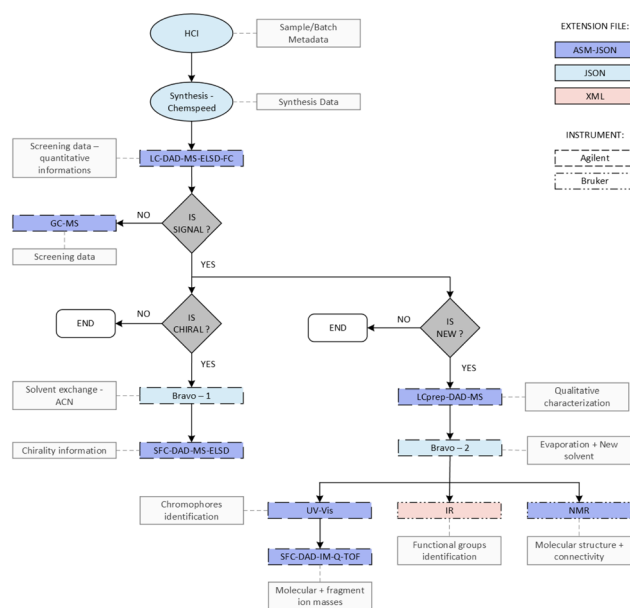 HCI
Sample/Batch
Metadata
EXTENSION FILE:
ASM-JSON
JSON
XML
INSTRUMENT:
Agilent
Bruker
Synthesis -
Chemspeed
Synthesis Data
Screening data –
quantitative
informations
LC-DAD-MS-ELSD-FC
IS
SIGNAL ?
NO
GC-MS
Screening data
YES
IS
CHIRAL ?
NO
END
YES
IS
NEW ?
NO
END
YES
Solvent exchange -
ACN
Bravo – 1
Chirality information
SFC-DAD-MS-ELSD
LCprep-DAD-MS
Qualitative
characterization
Bravo – 2
Evaporation + New
solvent
Chromophores
identification
UV-Vis
IR
NMR
Functional groups
identification
Molecular structure +
connectivity
SFC-DAD-IM-Q-TOF
Molecular + fragment
ion masses